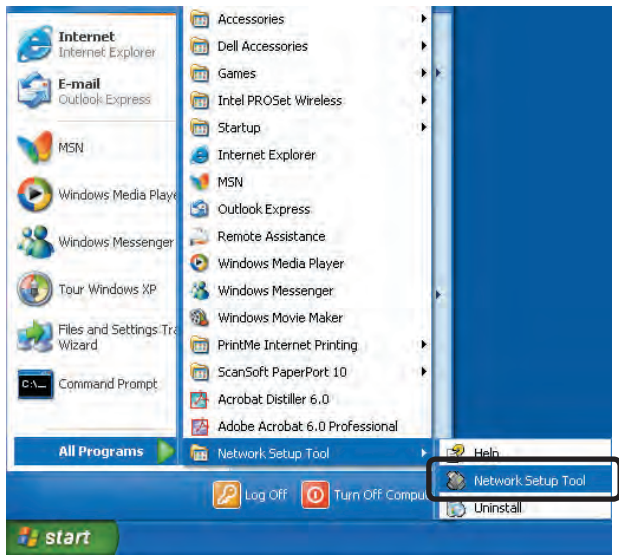 Internet
Internet Explorer
E-mail
Outlook Express
MSN
Windows Media Playe
Windows Messenger
Tour Windows XP
Files and Settings Tra
Wizard
C:\_
Command Prompt
All Programs
Accessories
Dell Accessories
Games
Intel PROSet Wireless
Startup
Internet Explorer
MSN
Outlook Express
Remote Assistance
Windows Media Player
Windows Messenger
Windows Movie Maker
PrintMe Internet Printing
ScanSoft PaperPort 10
Acrobat Distiller 6.0
Adobe Acrobat 6.0 Professional
Network Setup Tool
Help
Network Setup Tool
Uninstall
Log Off
Turn Off Compu
start